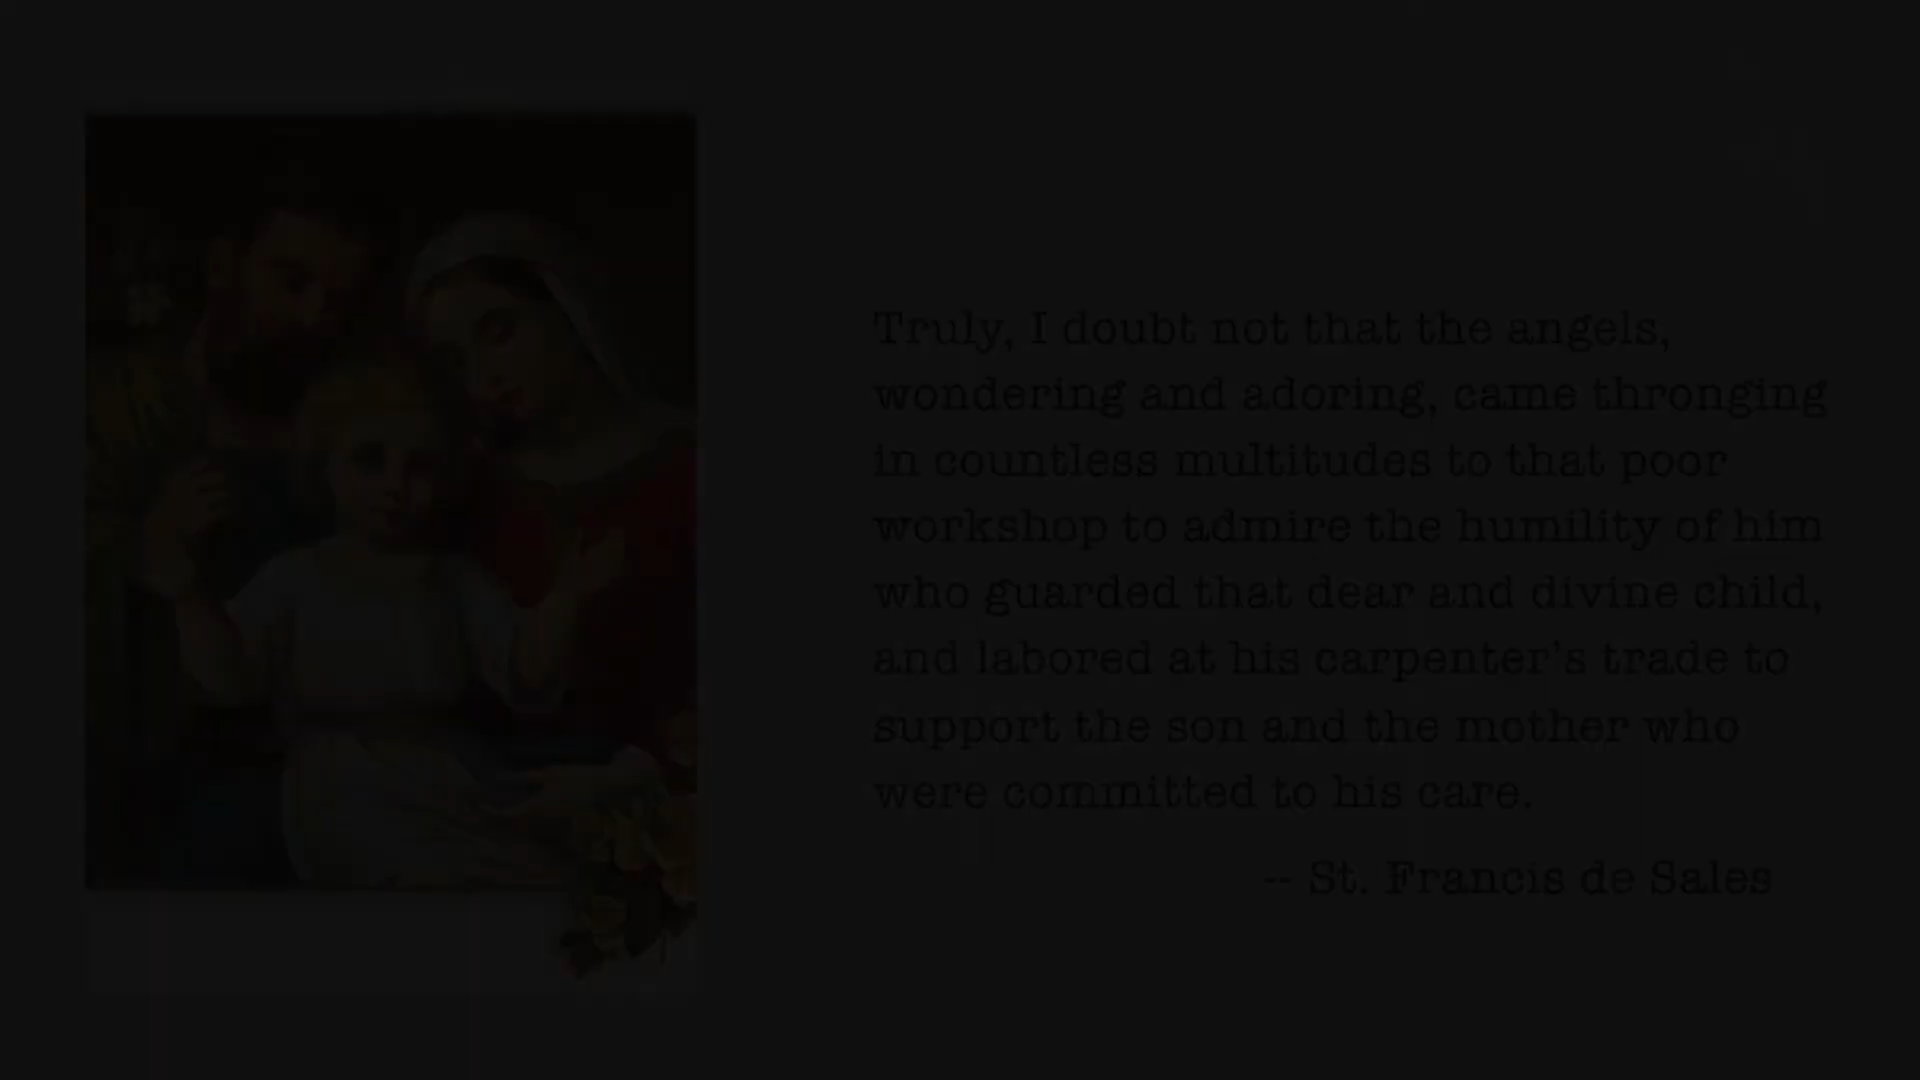 Truly, I doubt not that the angels,
wondering and adoring, came thronging
in countless multitudes to that poor
workshop to admire the humility of him
who guarded that dear and divine child,
and labored at his carpenter's trade to
support the son and the mother who
were committed to his care.
-- St. Francis de Sales